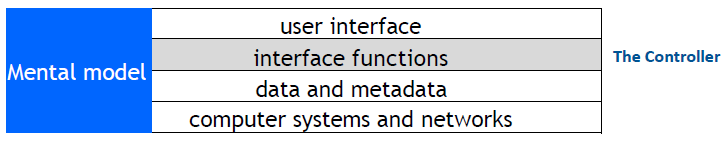 Mental model
user interface
interface functions
data and metadata
computer systems and networks
The Controller